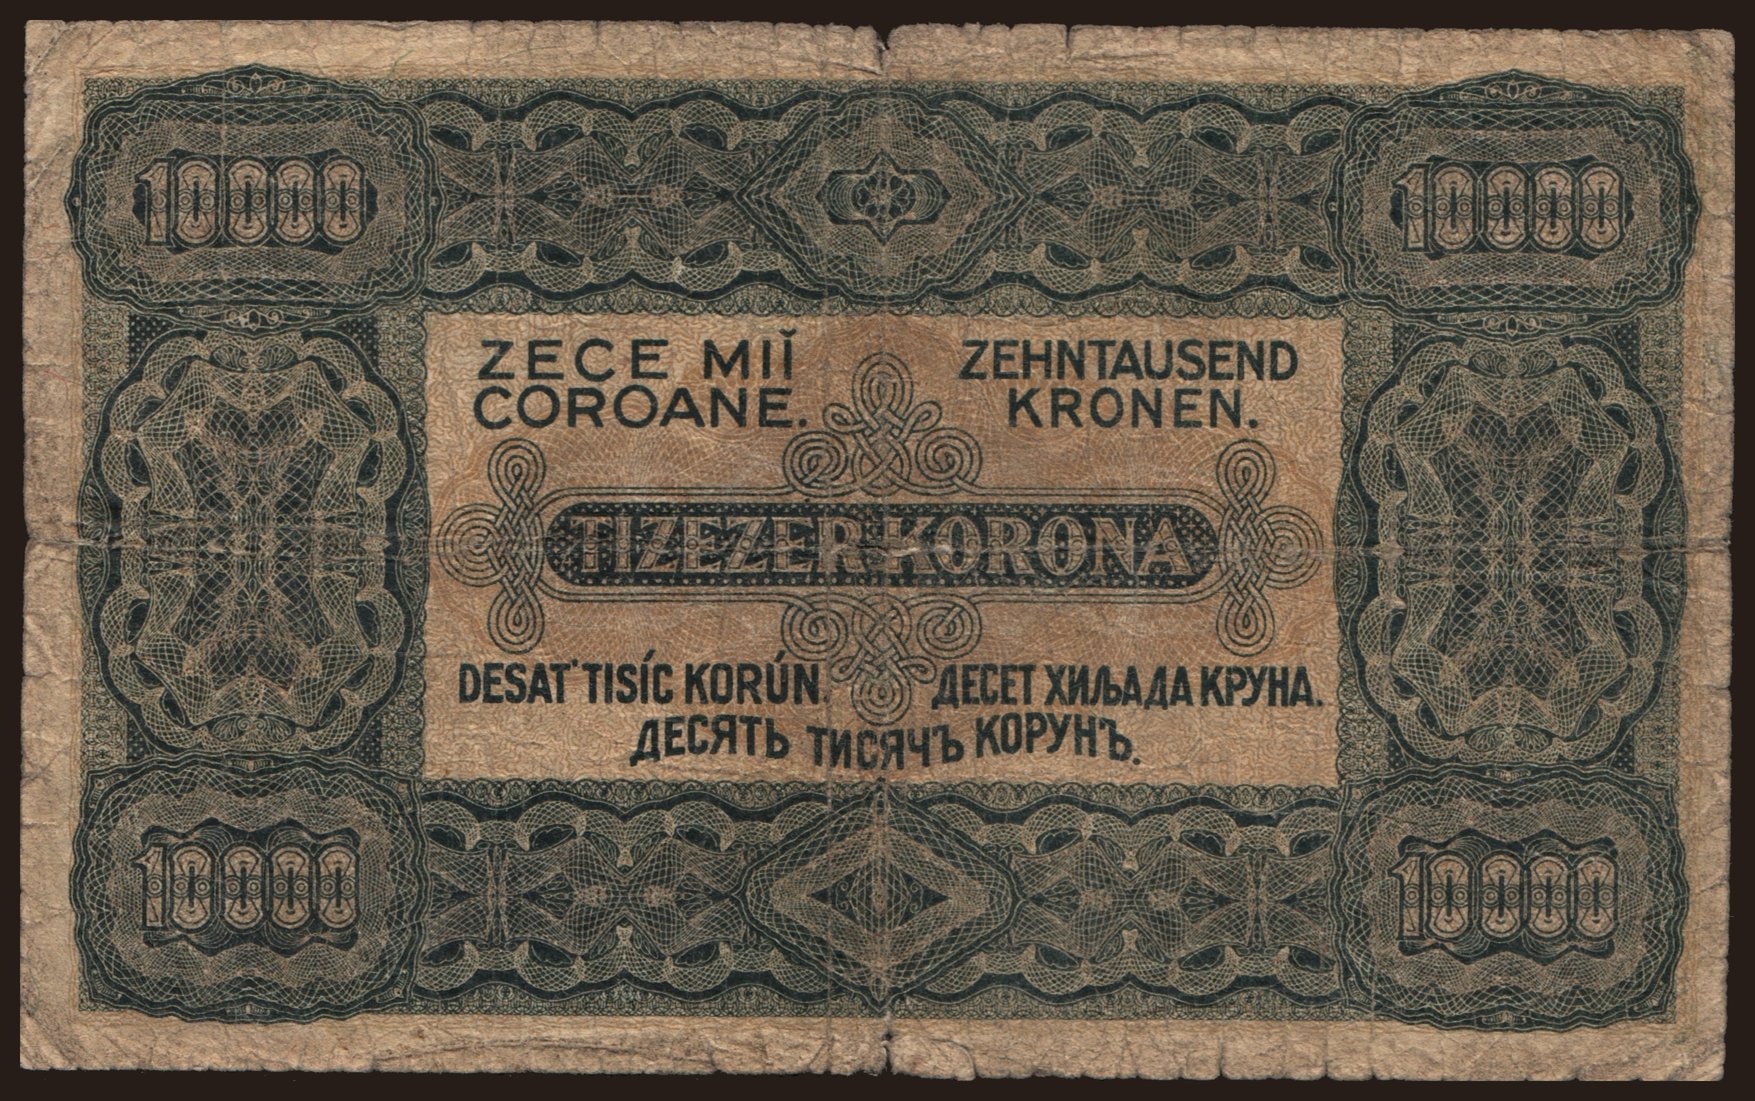 10000
10000
ZECE MIĬ
COROANE.
ZEHNTAUSEND
KRONEN.
TIZEZER KORONA
DESAT' TISÍC KORÚN.
ДЕСЕТ ХИЉАДА КРУНА.
ДЕСЯТЬ ТИСЯЧЪ КОРУНЪ.
10000
10000